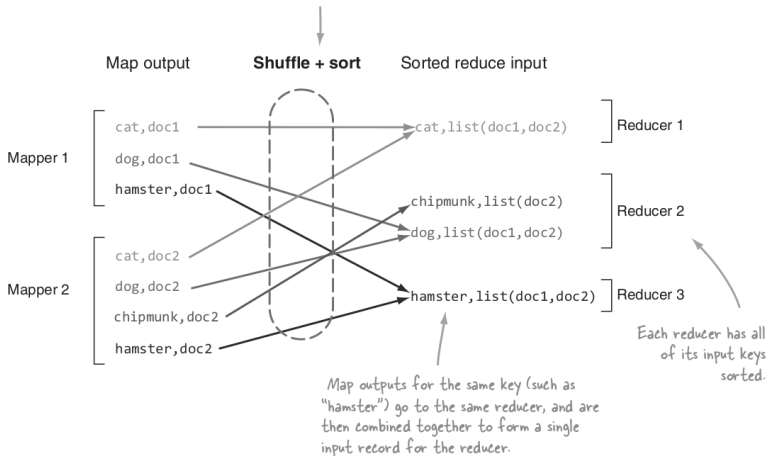 Map output
Shuffle + sort
Sorted reduce input
Mapper 1
cat,doc1
dog,doc1
hamster,doc1
Mapper 2
cat,doc2
dog,doc2
chipmunk,doc2
hamster,doc2
cat,list(doc1,doc2)
Reducer 1
chipmunk,list(doc2)
dog,list(doc1,doc2)
Reducer 2
hamster,list(doc1,doc2)
Reducer 3
Each reducer has all
of its input keys
sorted.
Map outputs for the same key (such as
"hamster") go to the same reducer, and are
then combined together to form a single
input record for the reducer.